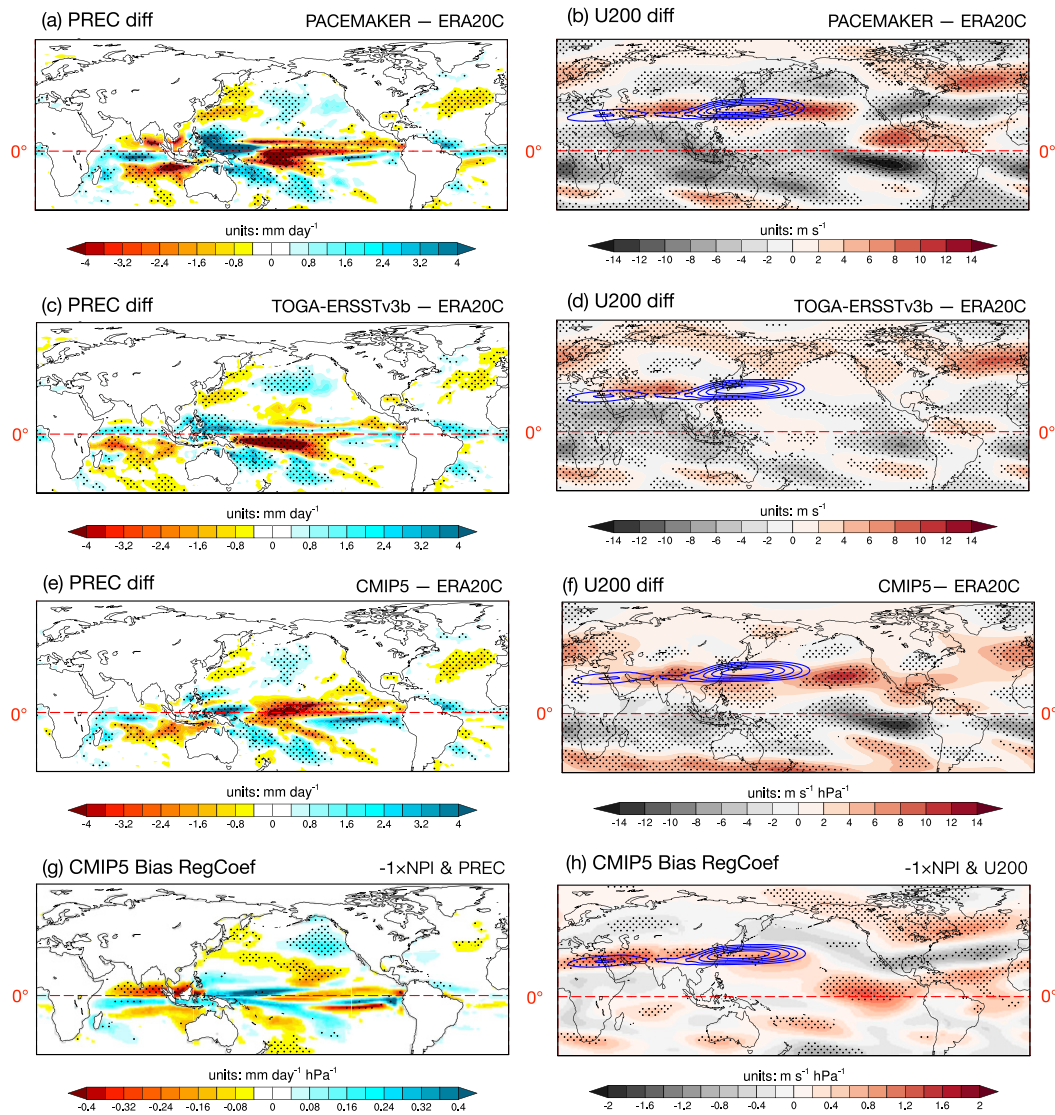 (a) PREC diff PACEMAKER — ERA20C
0°
units: mm day⁻¹
-4 -3.2 -2.4 -1.6 -0.8 0 0.8 1.6 2.4 3.2 4
(b) U200 diff PACEMAKER — ERA20C
0°
units: m s⁻¹
-14 -12 -10 -8 -6 -4 -2 0 2 4 6 8 10 12 14
(c) PREC diff TOGA-ERSSTv3b — ERA20C
0°
units: mm day⁻¹
-4 -3.2 -2.4 -1.6 -0.8 0 0.8 1.6 2.4 3.2 4
(d) U200 diff TOGA-ERSSTv3b — ERA20C
0°
units: m s⁻¹
-14 -12 -10 -8 -6 -4 -2 0 2 4 6 8 10 12 14
(e) PREC diff CMIP5 — ERA20C
0°
units: mm day⁻¹
-4 -3.2 -2.4 -1.6 -0.8 0 0.8 1.6 2.4 3.2 4
(f) U200 diff CMIP5 — ERA20C
0°
units: m s⁻¹ hPa⁻¹
-14 -12 -10 -8 -6 -4 -2 0 2 4 6 8 10 12 14
(g) CMIP5 Bias RegCoef -1×NPI & PREC
0°
units: mm day⁻¹ hPa⁻¹
-0.4 -0.32 -0.24 -0.16 -0.08 0 0.08 0.16 0.24 0.32 0.4
(h) CMIP5 Bias RegCoef -1×NPI & U200
0°
units: m s⁻¹ hPa⁻¹
-2 -1.6 -1.2 -0.8 -0.4 0 0.4 0.8 1.2 1.6 2